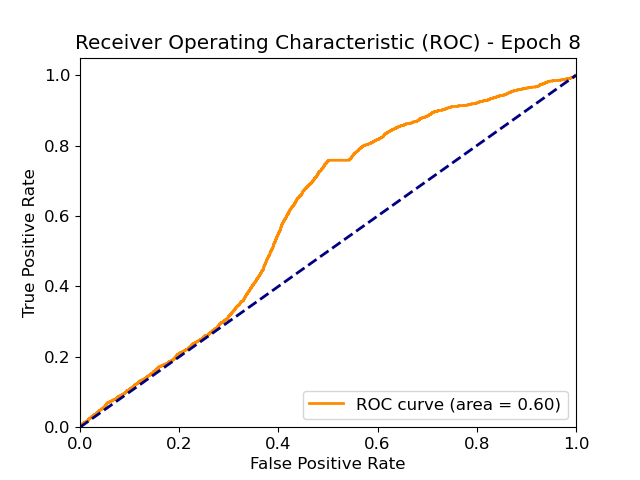 Receiver Operating Characteristic (ROC) - Epoch 8
1.0
0.8
0.6
0.4
0.2
0.0
True Positive Rate
ROC curve (area = 0.60)
0.0 0.2 0.4 0.6 0.8 1.0
False Positive Rate